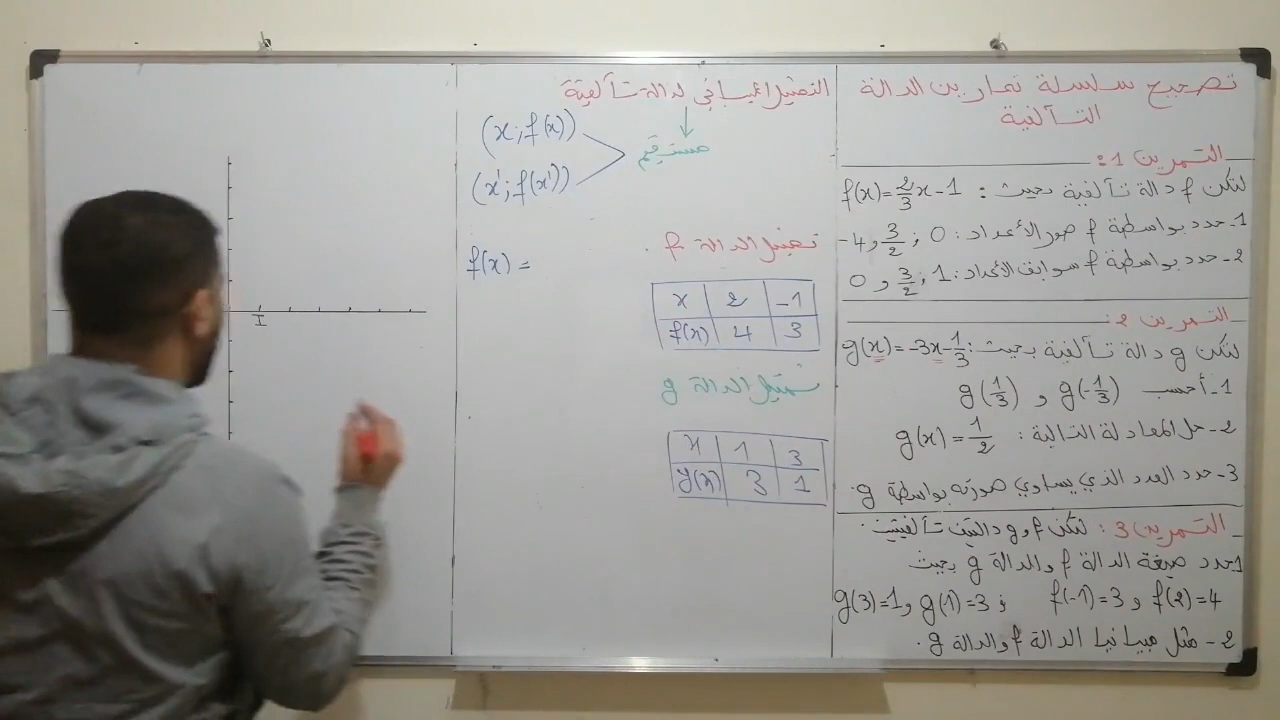 تصحيح سلسلة تمارين الدالة
التآلفية
التمرين 1:
لتكن f دالة تآلفية بحيث: f(x)=2/3x-1
1- حدد بواسطة f صور الأعداد: 0 ; 3/2 و -4
2- حدد بواسطة f سوابق الأعداد: 1 ; 3/2 و 0
التمرين 2:
لتكن g دالة تآلفية بحيث: g(x)=-3x-1/3
1- أحسب g(-1/3) و g(1/3)
2- حل المعادلة التالية: g(x)=1/2
3- حدد العدد الذي يساوي صورته بواسطة g.
التمرين 3: لتكن f و g دالتين تآلفيتين.
1- حدد صيغة الدالة f والدالة g بحيث
f(2)=4 و f(-1)=3 ; g(1)=3 و g(3)=1
2- مثل مبيانيا الدالة f والدالة g.
التمثيل المبياني لدالة تآلفية
مستقيم
(x;f(x))
(x';f(x'))
تمثيل الدالة f.
f(x)=
x 2 -1
f(x) 4 3
تمثيل الدالة g
x 1 3
g(x) 3 1
I